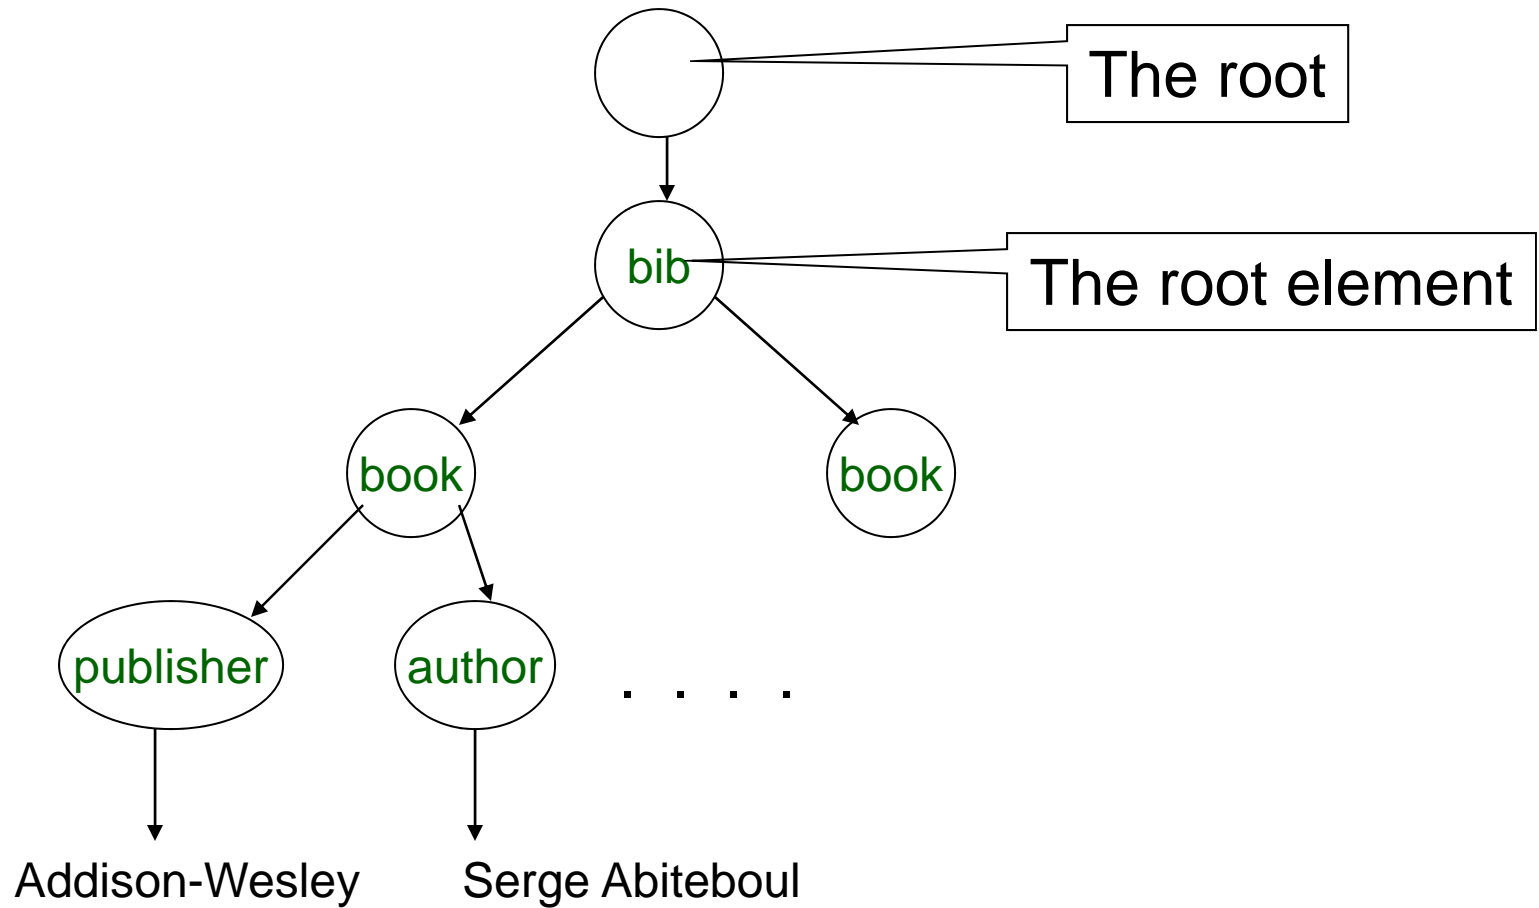 The root
bib
The root element
book
book
publisher
author
. . . .
Addison-Wesley
Serge Abiteboul